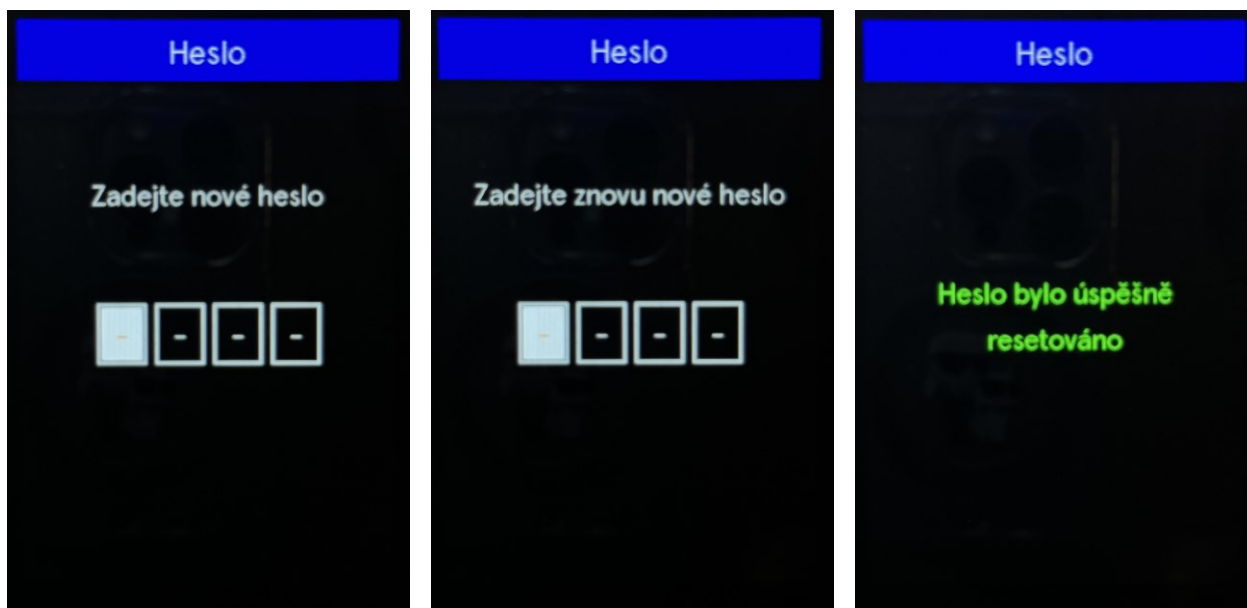 Heslo
Zadejte nové heslo
- - - -
Heslo
Zadejte znovu nové heslo
- - - -
Heslo
Heslo bylo úspěšně
resetováno